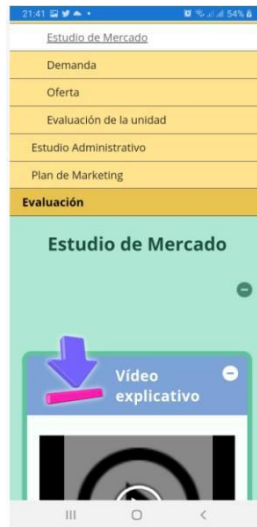 21:41 54%
Estudio de Mercado
Demanda
Oferta
Evaluación de la unidad
Estudio Administrativo
Plan de Marketing
Evaluación
Estudio de Mercado
Vídeo
explicativo